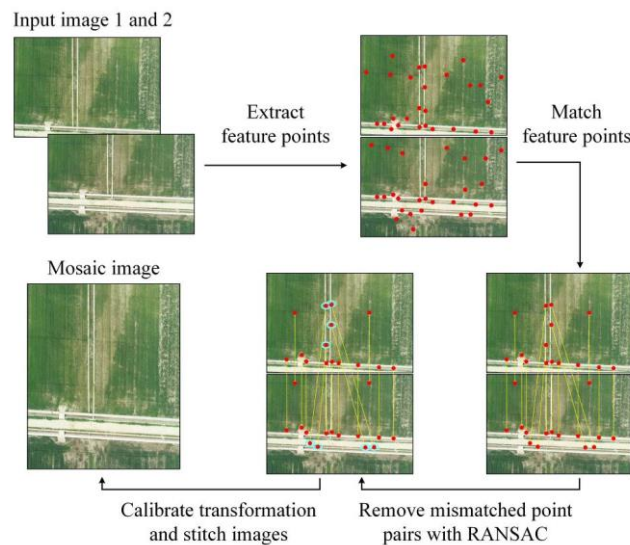 Input image 1 and 2
Extract
feature points
Match
feature points
Mosaic image
Calibrate transformation
and stitch images
Remove mismatched point
pairs with RANSAC